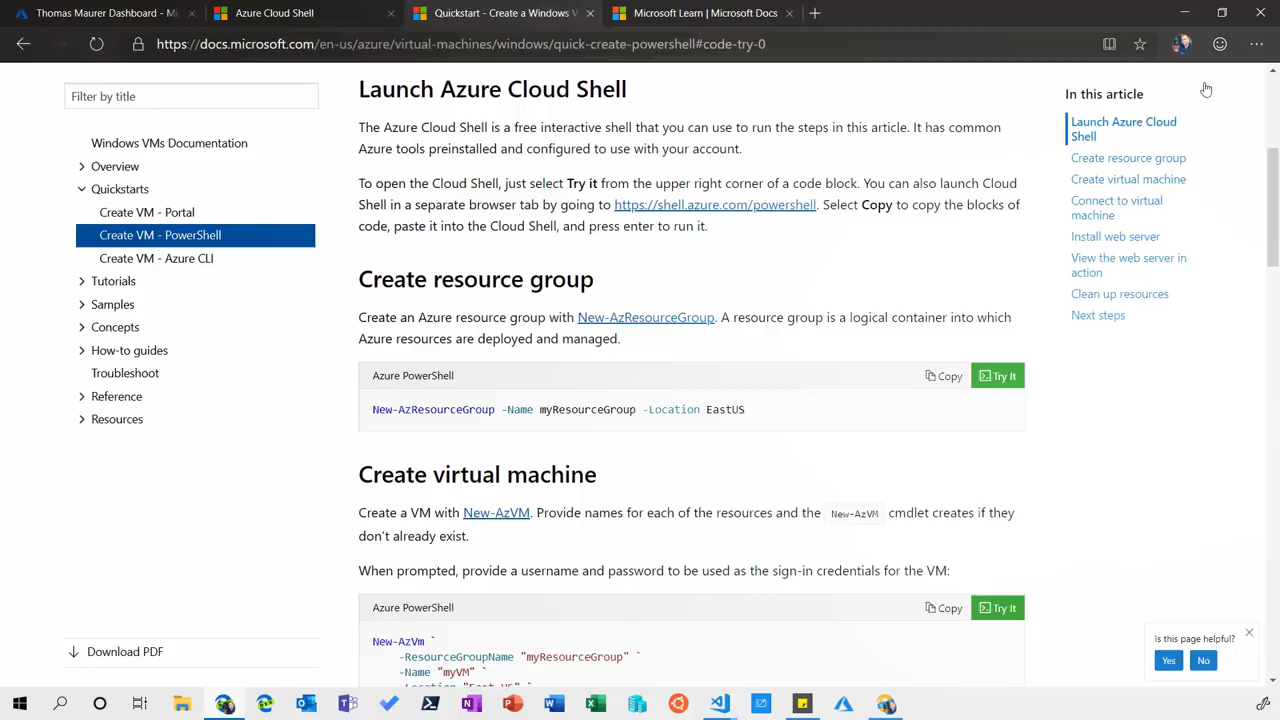 Thomas Maurer Dashboard - Mi
Azure Cloud Shell
Quickstart - Create a Windows V
Microsoft Learn | Microsoft Docs
https://docs.microsoft.com/en-us/azure/virtual-machines/windows/quick-create-powershell#code-try-0
Filter by title
Windows VMs Documentation
Overview
Quickstarts
Create VM - Portal
Create VM - PowerShell
Create VM - Azure CLI
Tutorials
Samples
Concepts
How-to guides
Troubleshoot
Reference
Resources
Download PDF
Launch Azure Cloud Shell
The Azure Cloud Shell is a free interactive shell that you can use to run the steps in this article. It has common
Azure tools preinstalled and configured to use with your account.
To open the Cloud Shell, just select Try it from the upper right corner of a code block. You can also launch Cloud
Shell in a separate browser tab by going to https://shell.azure.com/powershell. Select Copy to copy the blocks of
code, paste it into the Cloud Shell, and press enter to run it.
Create resource group
Create an Azure resource group with New-AzResourceGroup. A resource group is a logical container into which
Azure resources are deployed and managed.
Azure PowerShell
Copy
Try It
New-AzResourceGroup -Name myResourceGroup -Location EastUS
Create virtual machine
Create a VM with New-AzVM. Provide names for each of the resources and the New-AzVM cmdlet creates if they
don't already exist.
When prompted, provide a username and password to be used as the sign-in credentials for the VM:
Azure PowerShell
Copy
Try It
New-AzVm `
-ResourceGroupName "myResourceGroup" `
-Name "myVM" `
-Location "East US" `
In this article
Launch Azure Cloud
Shell
Create resource group
Create virtual machine
Connect to virtual
machine
Install web server
View the web server in
action
Clean up resources
Next steps
Is this page helpful?
Yes
No